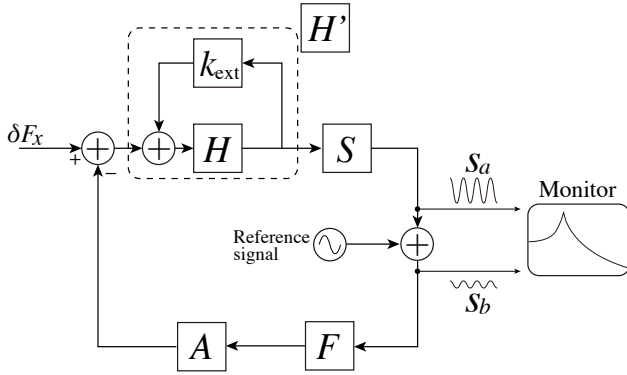 H’
k_ext
δF_x
+
+
+
−
H
S
s_a
Monitor
Reference
signal
+
s_b
A
F